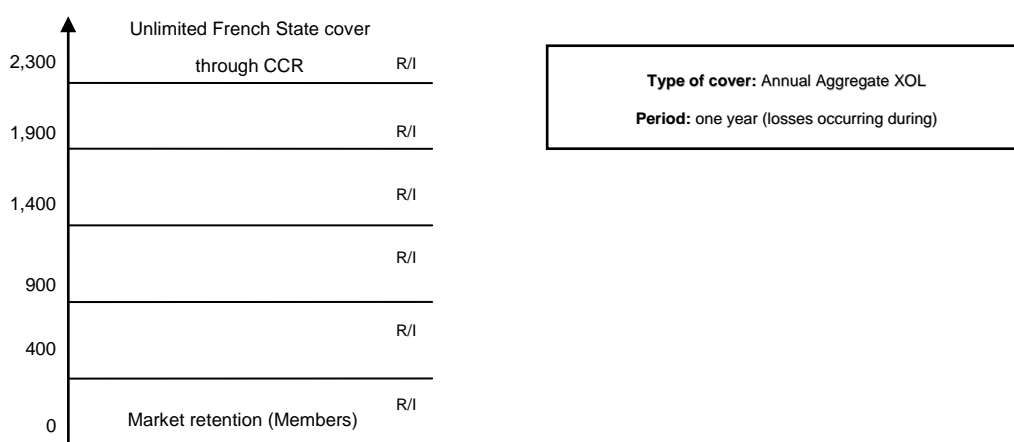 Unlimited French State cover
2,300
through CCR R/I
1,900 R/I
R/I
1,400
R/I
900
R/I
400
R/I
0 Market retention (Members)
Type of cover: Annual Aggregate XOL
Period: one year (losses occurring during)